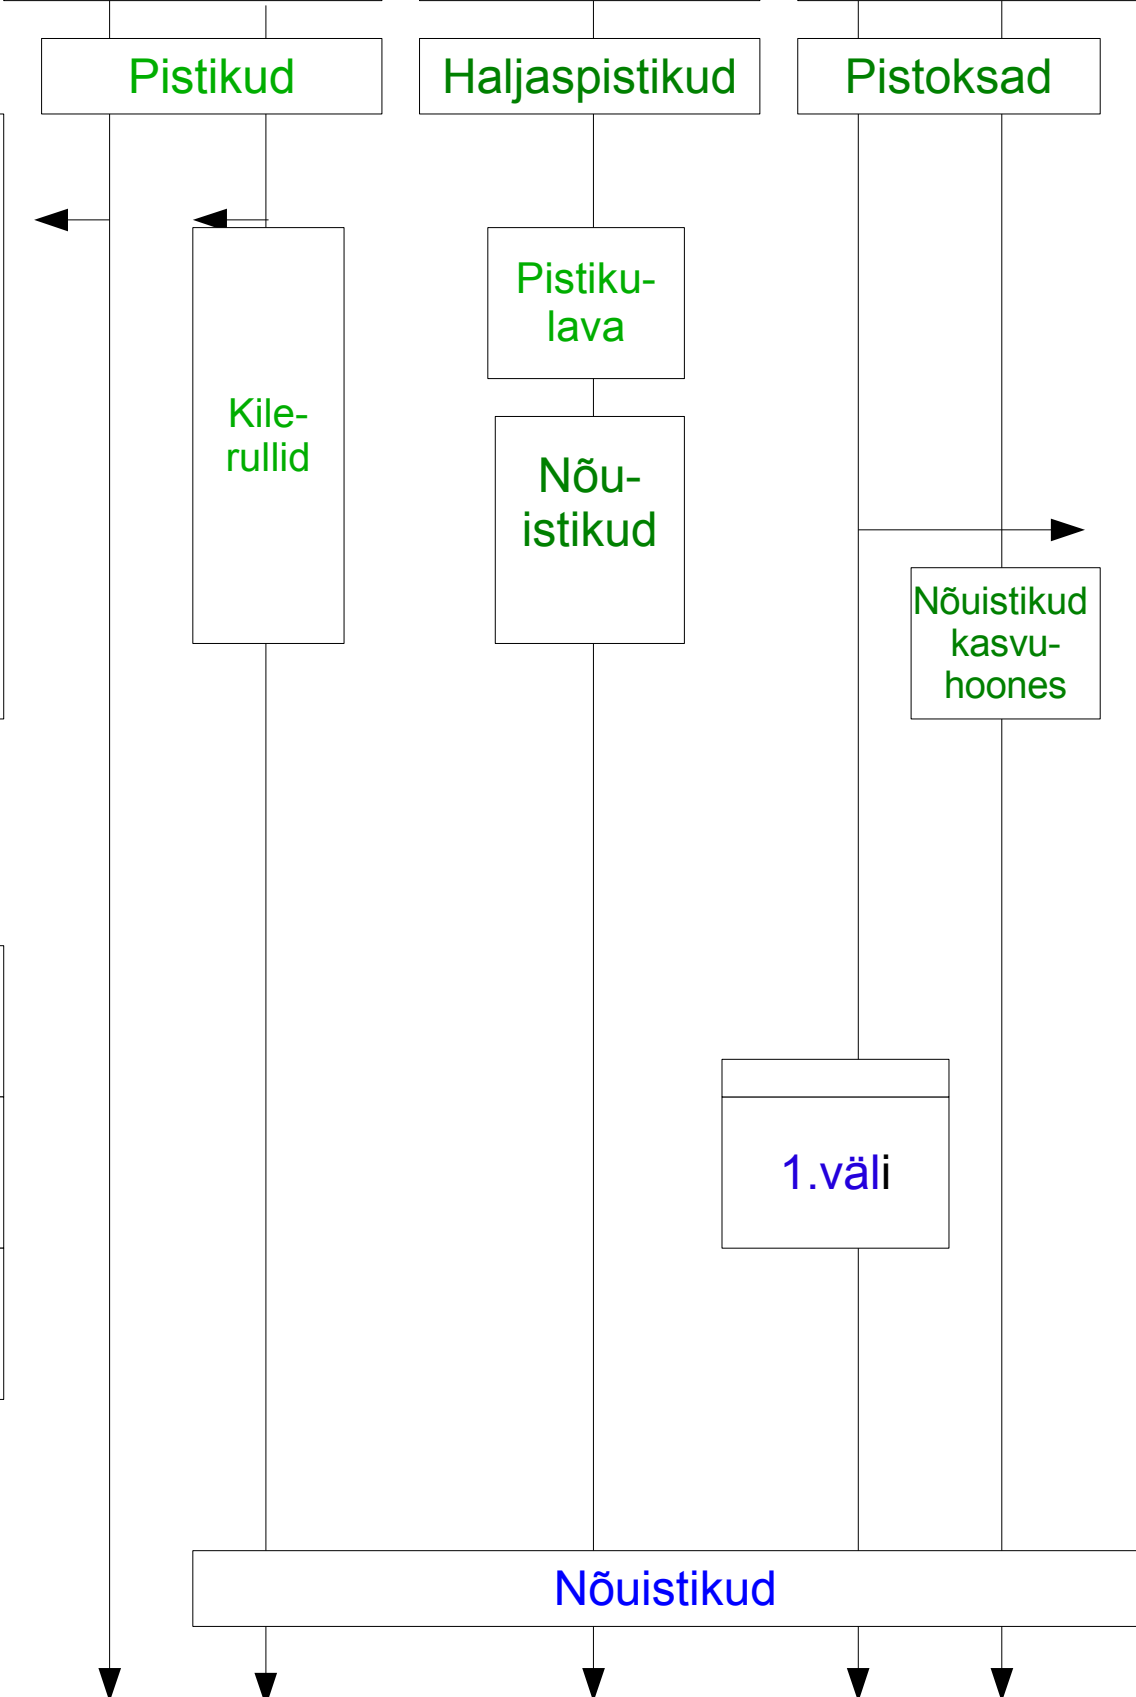 Pistikud
Haljaspistikud
Pistoksad
Pistiku-
lava
Kile-
rullid
Nõu-
istikud
Nõuistikud
kasvu-
hoones
1.väli
Nõuistikud